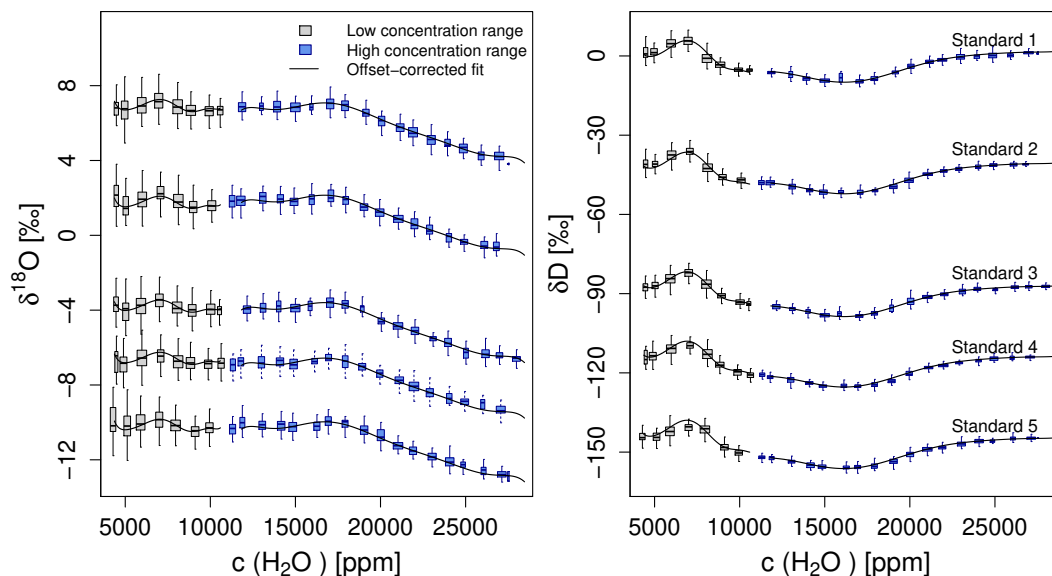 Low concentration range
High concentration range
Offset−corrected fit
8
4
0
−4
−8
−12
δ¹⁸O [‰]
5000 10000 15000 20000 25000
c (H₂O ) [ppm]
Standard 1
Standard 2
Standard 3
Standard 4
Standard 5
0
−30
−60
−90
−120
−150
δD [‰]
5000 10000 15000 20000 25000
c (H₂O ) [ppm]